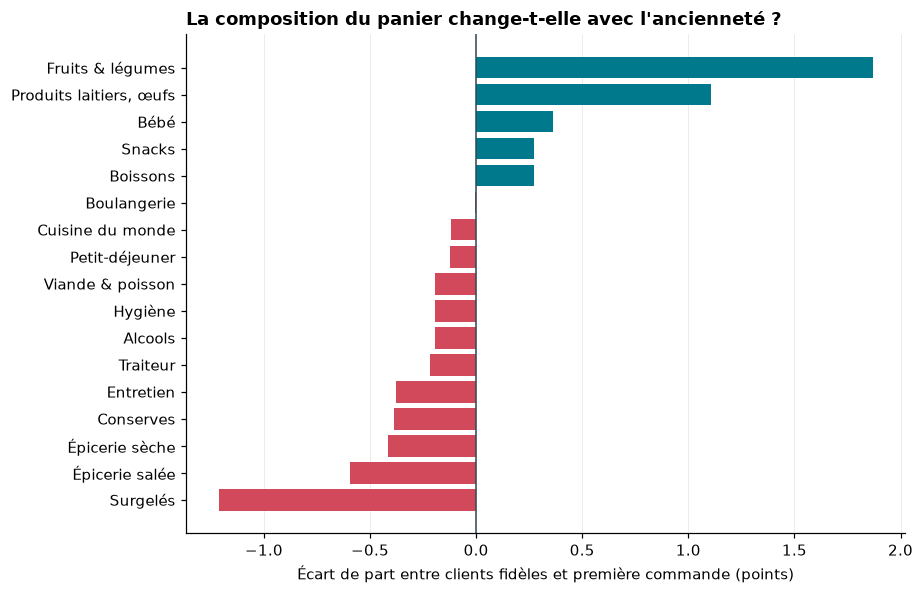 La composition du panier change-t-elle avec l'ancienneté ?
Fruits & légumes
Produits laitiers, œufs
Bébé
Snacks
Boissons
Boulangerie
Cuisine du monde
Petit-déjeuner
Viande & poisson
Hygiène
Alcools
Traiteur
Entretien
Conserves
Épicerie sèche
Épicerie salée
Surgelés
−1.0 −0.5 0.0 0.5 1.0 1.5 2.0
Écart de part entre clients fidèles et première commande (points)